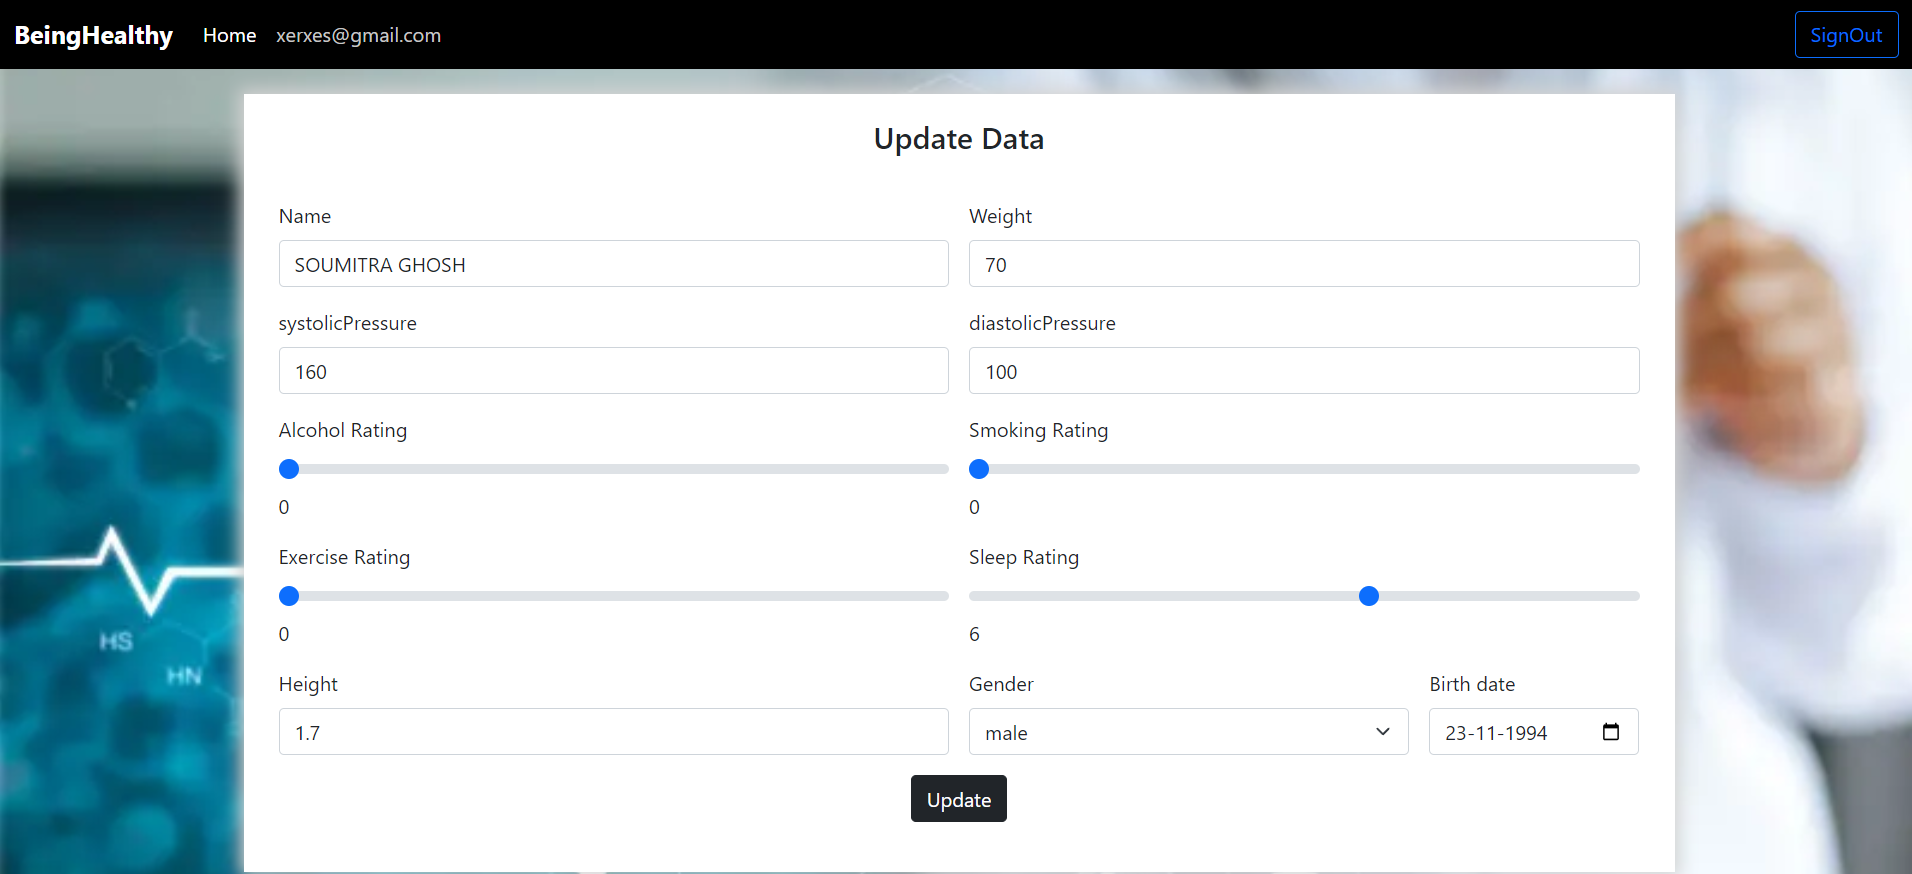 BeingHealthy Home xerxes@gmail.com SignOut
Update Data
Name Weight
SOUMITRA GHOSH 70
systolicPressure diastolicPressure
160 100
Alcohol Rating Smoking Rating
0 0
Exercise Rating Sleep Rating
0 6
HS
HN
Height Gender Birth date
1.7 male 23-11-1994
Update